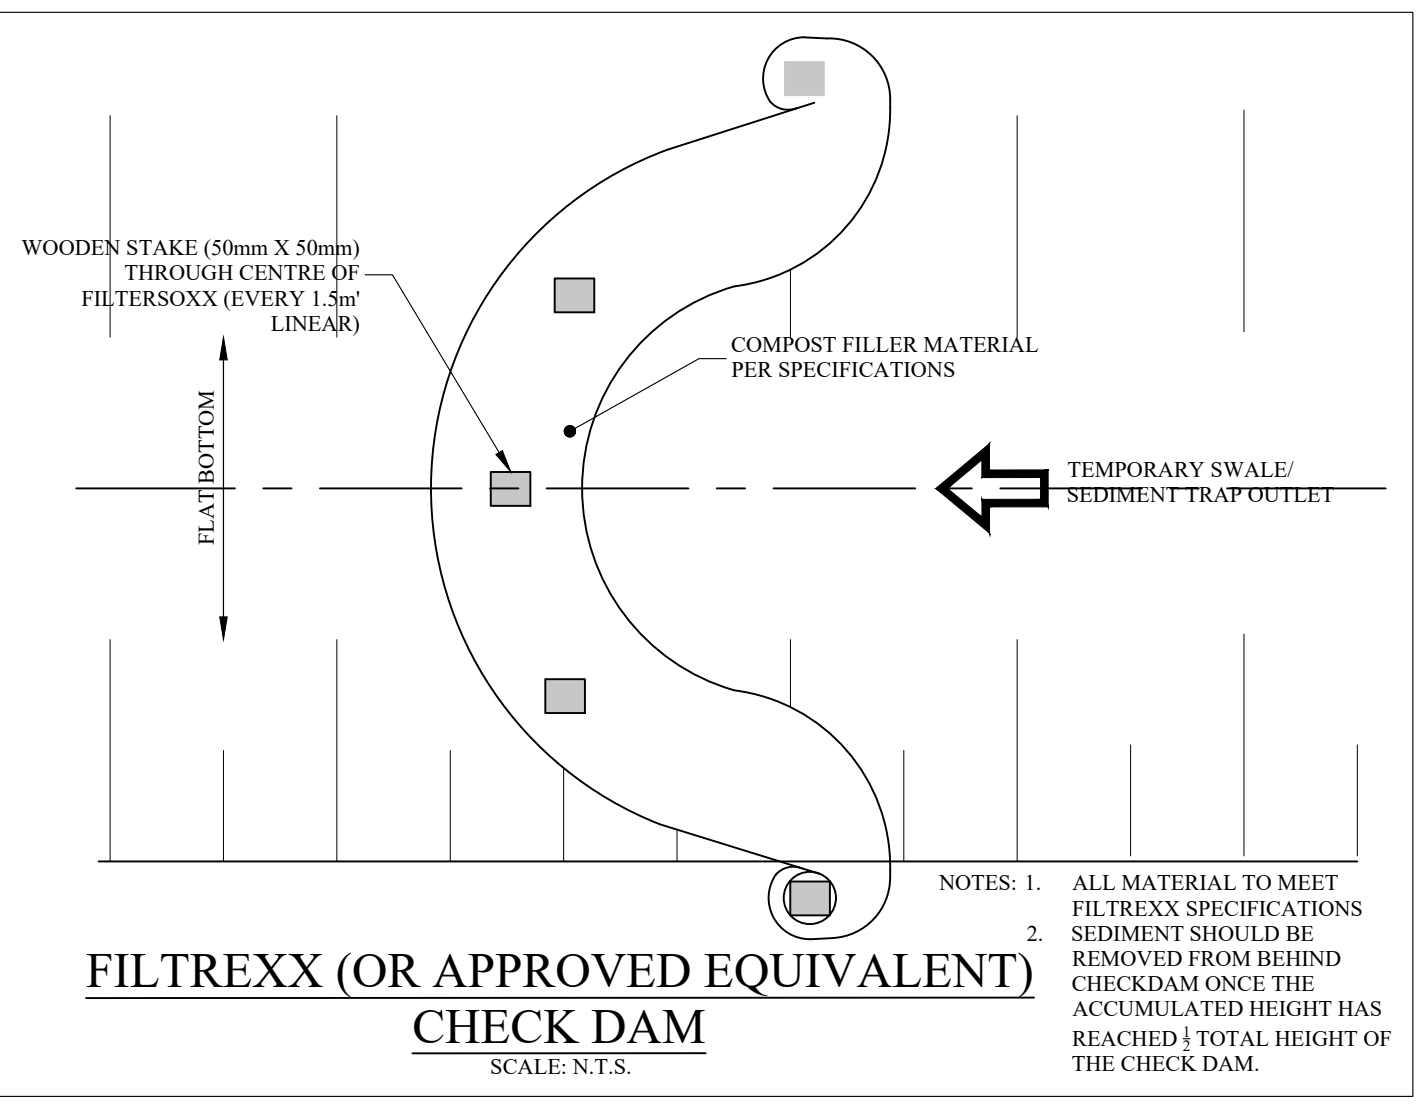 WOODEN STAKE (50mm X 50mm)
THROUGH CENTRE OF
FILTERSOXX (EVERY 1.5m'
LINEAR)
COMPOST FILLER MATERIAL
PER SPECIFICATIONS
FLAT BOTTOM
TEMPORARY SWALE/
SEDIMENT TRAP OUTLET
NOTES: 1. ALL MATERIAL TO MEET
FILTREXX SPECIFICATIONS
2. SEDIMENT SHOULD BE
REMOVED FROM BEHIND
CHECKDAM ONCE THE
ACCUMULATED HEIGHT HAS
REACHED ½ TOTAL HEIGHT OF
THE CHECK DAM.
FILTREXX (OR APPROVED EQUIVALENT)
CHECK DAM
SCALE: N.T.S.